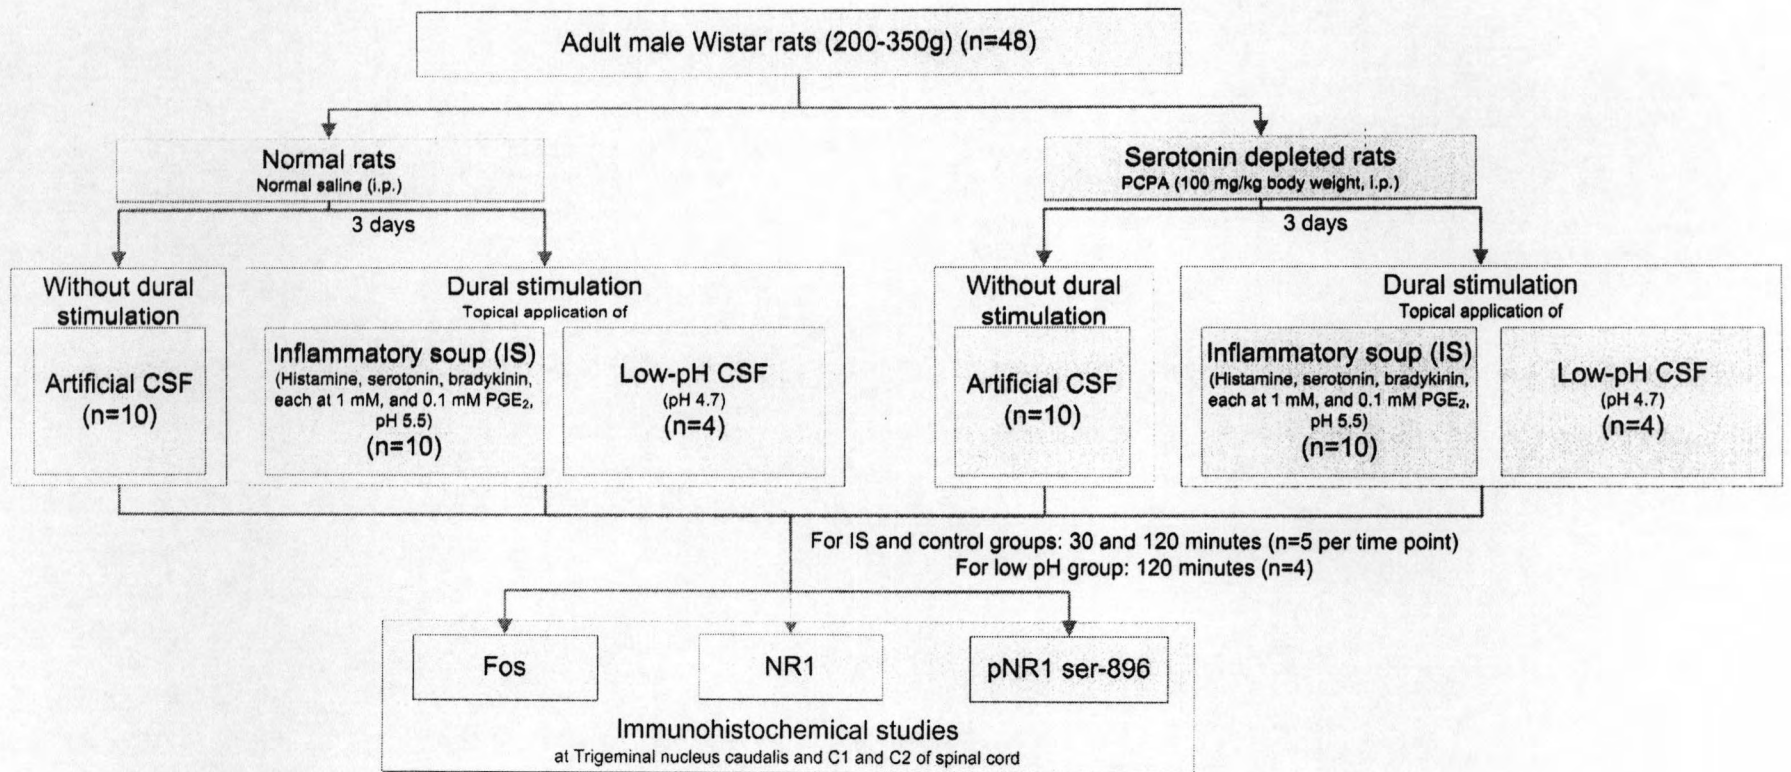 Adult male Wistar rats (200-350g) (n=48)
Normal rats
Normal saline (i.p.)
Serotonin depleted rats
PCPA (100 mg/kg body weight, i.p.)
3 days
3 days
Without dural
stimulation
Artificial CSF
(n=10)
Dural stimulation
Topical application of
Inflammatory soup (IS)
(Histamine, serotonin, bradykinin,
each at 1 mM, and 0.1 mM PGE₂,
pH 5.5)
(n=10)
Low-pH CSF
(pH 4.7)
(n=4)
Without dural
stimulation
Artificial CSF
(n=10)
Dural stimulation
Topical application of
Inflammatory soup (IS)
(Histamine, serotonin, bradykinin,
each at 1 mM, and 0.1 mM PGE₂,
pH 5.5)
(n=10)
Low-pH CSF
(pH 4.7)
(n=4)
For IS and control groups: 30 and 120 minutes (n=5 per time point)
For low pH group: 120 minutes (n=4)
Fos
NR1
pNR1 ser-896
Immunohistochemical studies
at Trigeminal nucleus caudalis and C1 and C2 of spinal cord